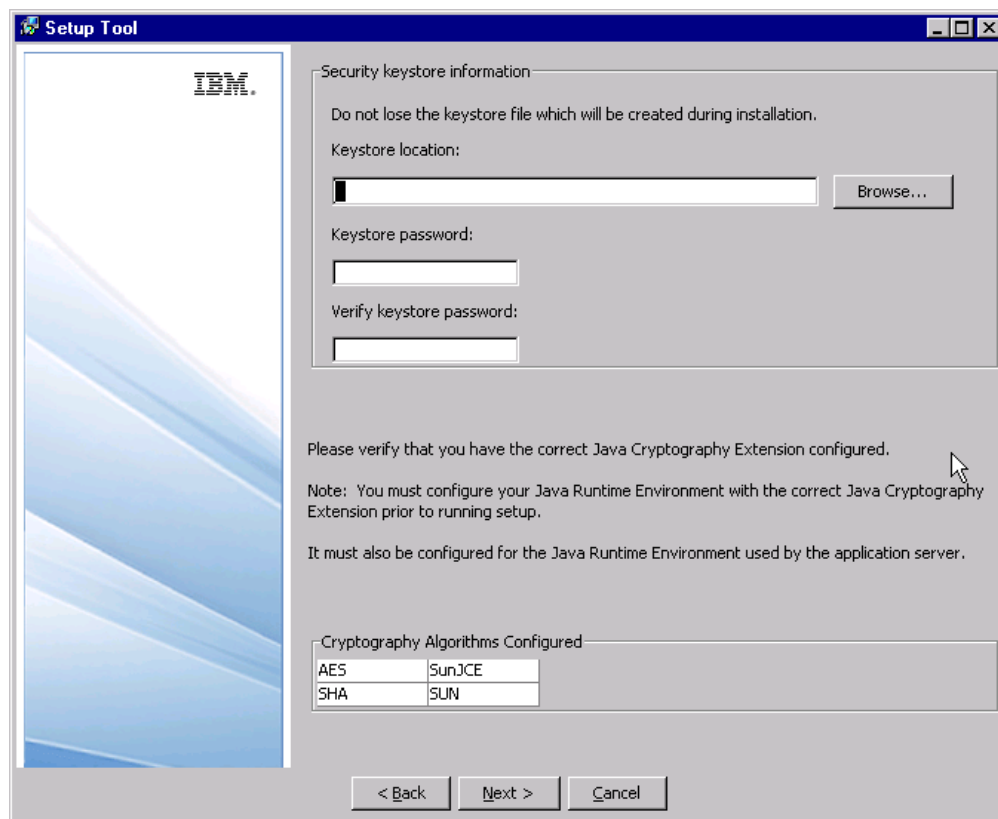 Setup Tool
IBM.
Security keystore information
Do not lose the keystore file which will be created during installation.
Keystore location:
Browse...
Keystore password:
Verify keystore password:
Please verify that you have the correct Java Cryptography Extension configured.
Note: You must configure your Java Runtime Environment with the correct Java Cryptography
Extension prior to running setup.
It must also be configured for the Java Runtime Environment used by the application server.
Cryptography Algorithms Configured
AES SunJCE
SHA SUN
< Back Next > Cancel